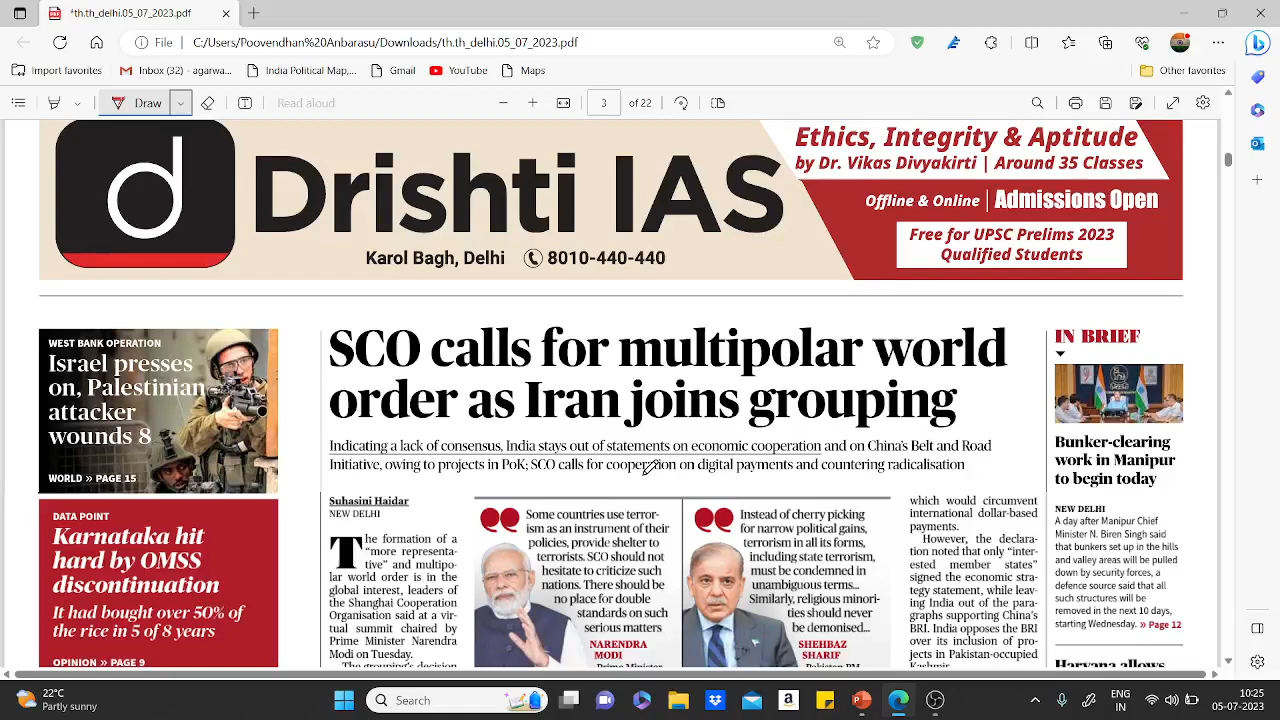 *th_delhi.05_07_2023.pdf
File
C:/Users/Poovendhan%20Anbarasu/Downloads/th.th_delhi.05_07_2023.pdf
Import favorites
Inbox (32) - agarwa...
India Political Map,...
Gmail
YouTube
Maps
Other favorites
Draw
Read aloud
3
of 22
d
Drishti IAS
Karol Bagh, Delhi
8010-440-440
Ethics, Integrity & Aptitude
by Dr. Vikas Divyakirti | Around 35 Classes
Offline & Online | Admissions Open
Free for UPSC Prelims 2023
Qualified Students
WEST BANK OPERATION
Israel presses
on, Palestinian
attacker
wounds 8
WORLD » PAGE 15
DATA POINT
Karnataka hit
hard by OMSS
discontinuation
It had bought over 50% of
the rice in 5 of 8 years
OPINION » PAGE 9
SCO calls for multipolar world
order as Iran joins grouping
Indicating a lack of consensus, India stays out of statements on economic cooperation and on China's Belt and Road
Initiative, owing to projects in PoK; SCO calls for cooperation on digital payments and countering radicalisation
Suhasini Haidar
NEW DELHI
The formation of a
“more representa-
tive” and multipo-
lar world order is in the
global interest, leaders of
the Shanghai Cooperation
Organisation said at a vir-
tual summit chaired by
Prime Minister Narendra
Modi on Tuesday.
The grouping's decision
Some countries use terror-
ism as an instrument of their
policies, provide shelter to
terrorists. SCO should not
hesitate to criticize such
nations. There should be
no place for double
standards on such
serious matters
NARENDRA
MODI
Prime Minister
Instead of cherry picking
for narrow political gains,
terrorism in all its forms,
including state terrorism,
must be condemned in
unambiguous terms...
Similarly, religious minori-
ties should never
be demonised...
SHEHBAZ
SHARIF
Pakistan PM
which would circumvent
international dollar-based
payments.
However, the declara-
tion noted that only “inter-
ested member states”
signed the economic stra-
tegy statement, while leav-
ing India out of the para-
graphs supporting China's
BRI. India opposes the BRI
over its inclusion of pro-
jects in Pakistan-occupied
Kashmir.
IN BRIEF
Bunker-clearing
work in Manipur
to begin today
NEW DELHI
A day after Manipur Chief
Minister N. Biren Singh said
that bunkers set up in the hills
and valley areas will be pulled
down by security forces, a
defence source said that all
such structures will be
removed in the next 10 days,
starting Wednesday. » Page 12
Haryana allows
22°C
Partly sunny
Search
ENG
IN
10:25
05-07-2023